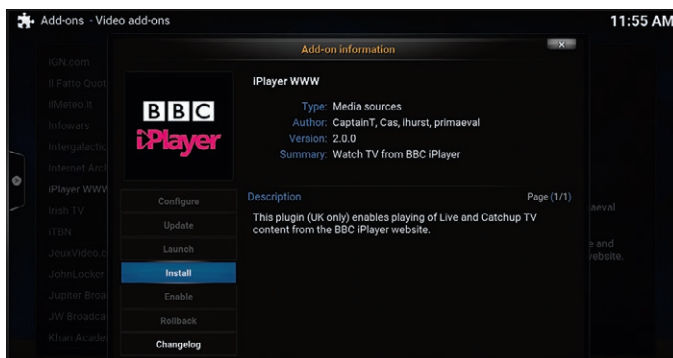 Add-ons - Video add-ons
11:55 AM
Add-on information
IGN.com
Il Fatto Quot
IlMeteo.it
Infowars
Intergalactic
Internet Arch
iPlayer WWW
Irish TV
iTBN
JeuxVideo.c
JohnLocker
Jupiter Broa
JW Broadca
Khan Acade
BBC
iPlayer
iPlayer WWW
Type: Media sources
Author: CaptainT, Cas, ihurst, primaeval
Version: 2.0.0
Summary: Watch TV from BBC iPlayer
Configure
Update
Launch
Install
Enable
Rollback
Changelog
Description
Page (1/1)
This plugin (UK only) enables playing of Live and Catchup TV
content from the BBC iPlayer website.
aeval
e and
website.